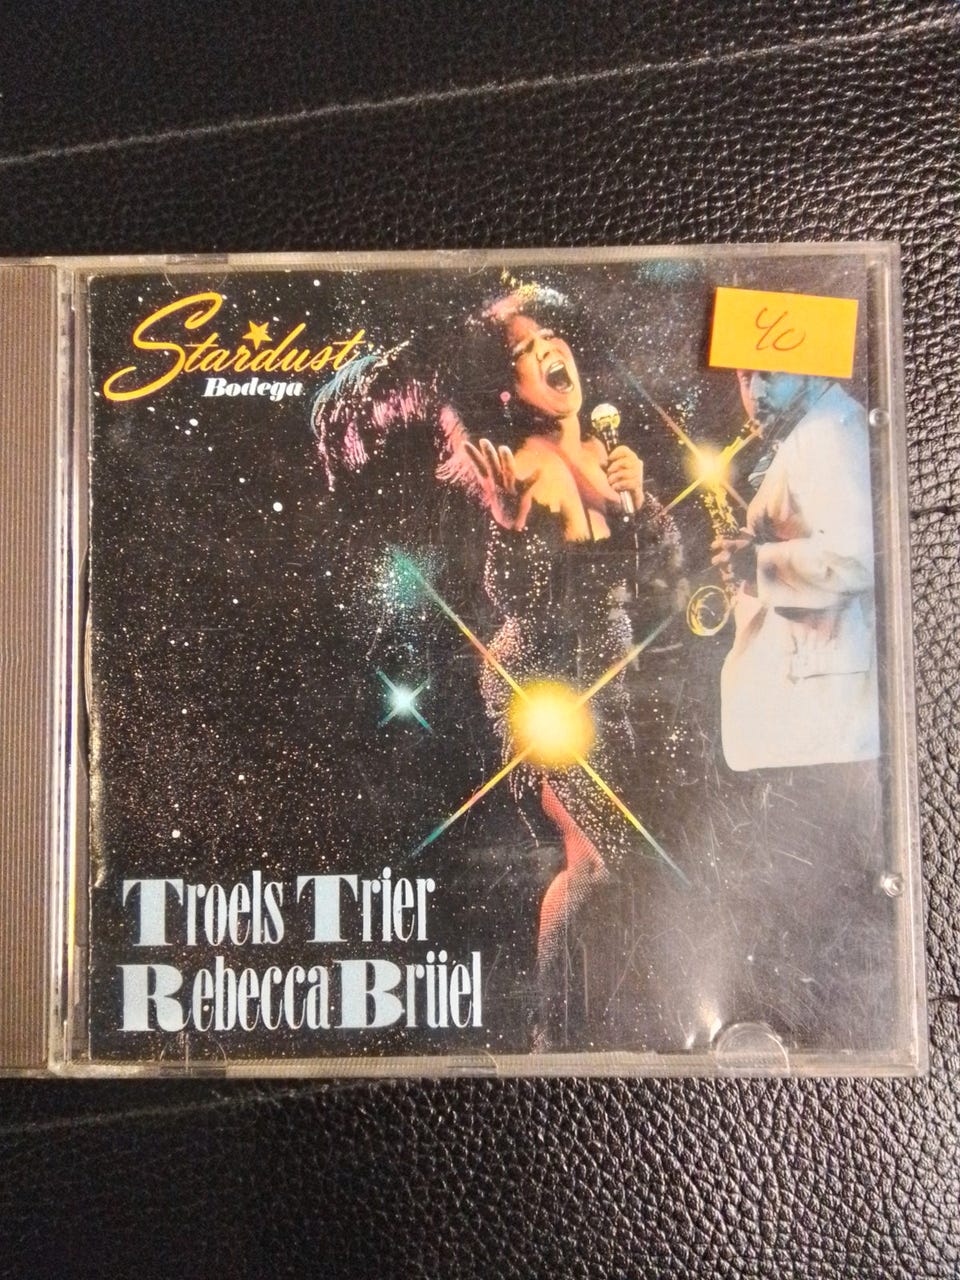 Stardust
Bodega
40
Troels Trier
Rebecca Brüel